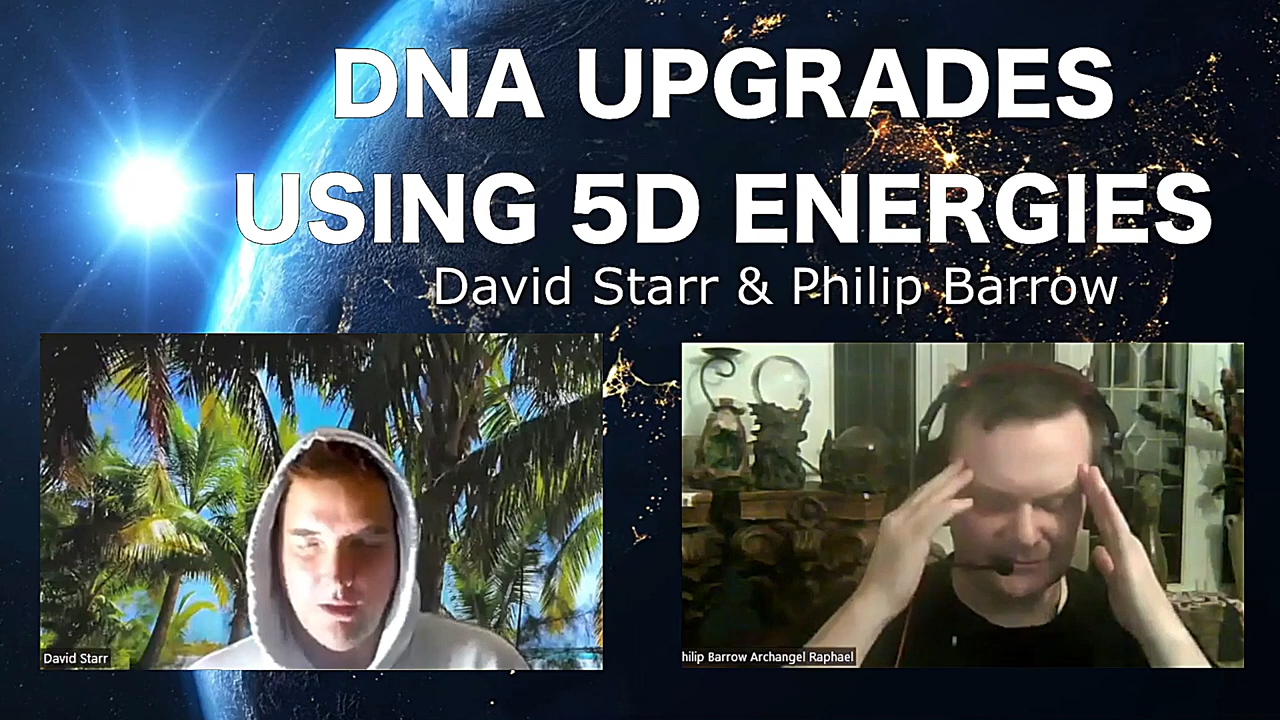 DNA UPGRADES
USING 5D ENERGIES
David Starr & Philip Barrow
David Starr
hilip Barrow Archangel Raphael